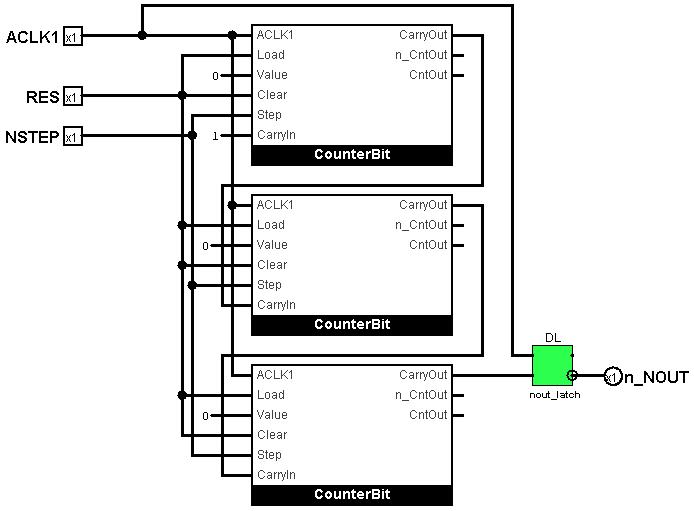 ACLK1 x1
RES x1
NSTEP x1
ACLK1 CarryOut
Load n_CntOut
0 Value CntOut
Clear
Step
1 CarryIn
CounterBit
ACLK1 CarryOut
Load n_CntOut
0 Value CntOut
Clear
Step
CarryIn
CounterBit
DL
nout_latch
x1 n_NOUT
ACLK1 CarryOut
Load n_CntOut
0 Value CntOut
Clear
Step
CarryIn
CounterBit